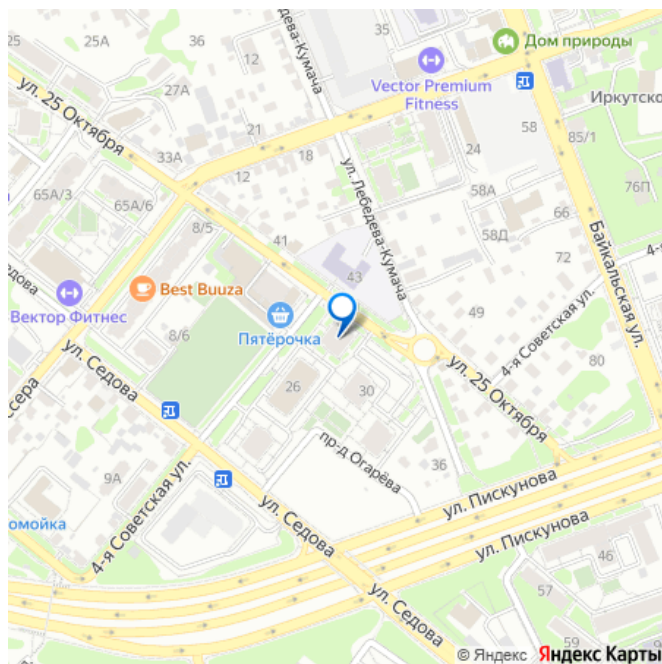 25
25А
36
35
Дом природы
ул. 25 Октября
27А
Лебедева-Кумача
Vector Premium
Fitness
Иркутско
21
33А
18
12
12
24
58
85/1
65А/3
65А/6
ул. Лебедева-Кумача
58А
76П
66
8/5
41
58Д
72
4-я
Байкальская ул.
43
Best Buuza
Вектор Фитнес
Седова
49
4-я Советская ул.
8/6
Пятёрочка
ул. Седова
80
26
30
ул. 25 Октября
сера
пр-д Огарёва
36
9А
ул. Пискунова
омойка
4-я Советская ул.
ул. Седова
ул. Пискунова
46
ул. Седова
57
59
© Яндекс Яндекс Карты